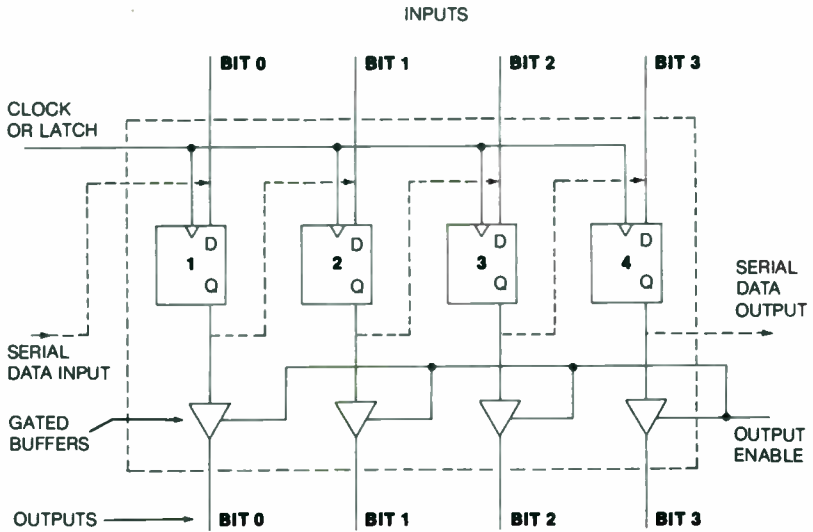 INPUTS
BIT 0
BIT 1
BIT 2
BIT 3
CLOCK
OR LATCH
D
D
D
D
1
2
3
4
Q
Q
Q
Q
SERIAL
DATA
OUTPUT
SERIAL
DATA INPUT
GATED
BUFFERS
OUTPUT
ENABLE
OUTPUTS
BIT 0
BIT 1
BIT 2
BIT 3